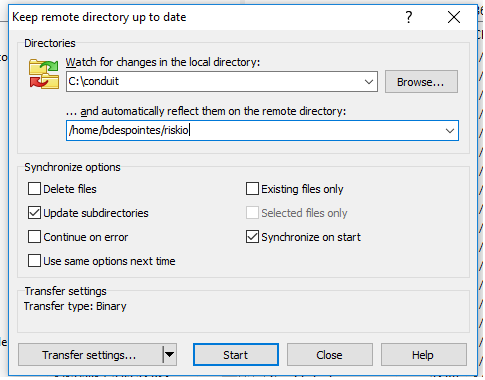 Keep remote directory up to date
Directories
Watch for changes in the local directory:
C:\conduit
Browse...
... and automatically reflect them on the remote directory:
/home/bdespointes/riskio
Synchronize options
Delete files
Existing files only
Update subdirectories
Selected files only
Continue on error
Synchronize on start
Use same options next time
Transfer settings
Transfer type: Binary
Transfer settings...
Start
Close
Help